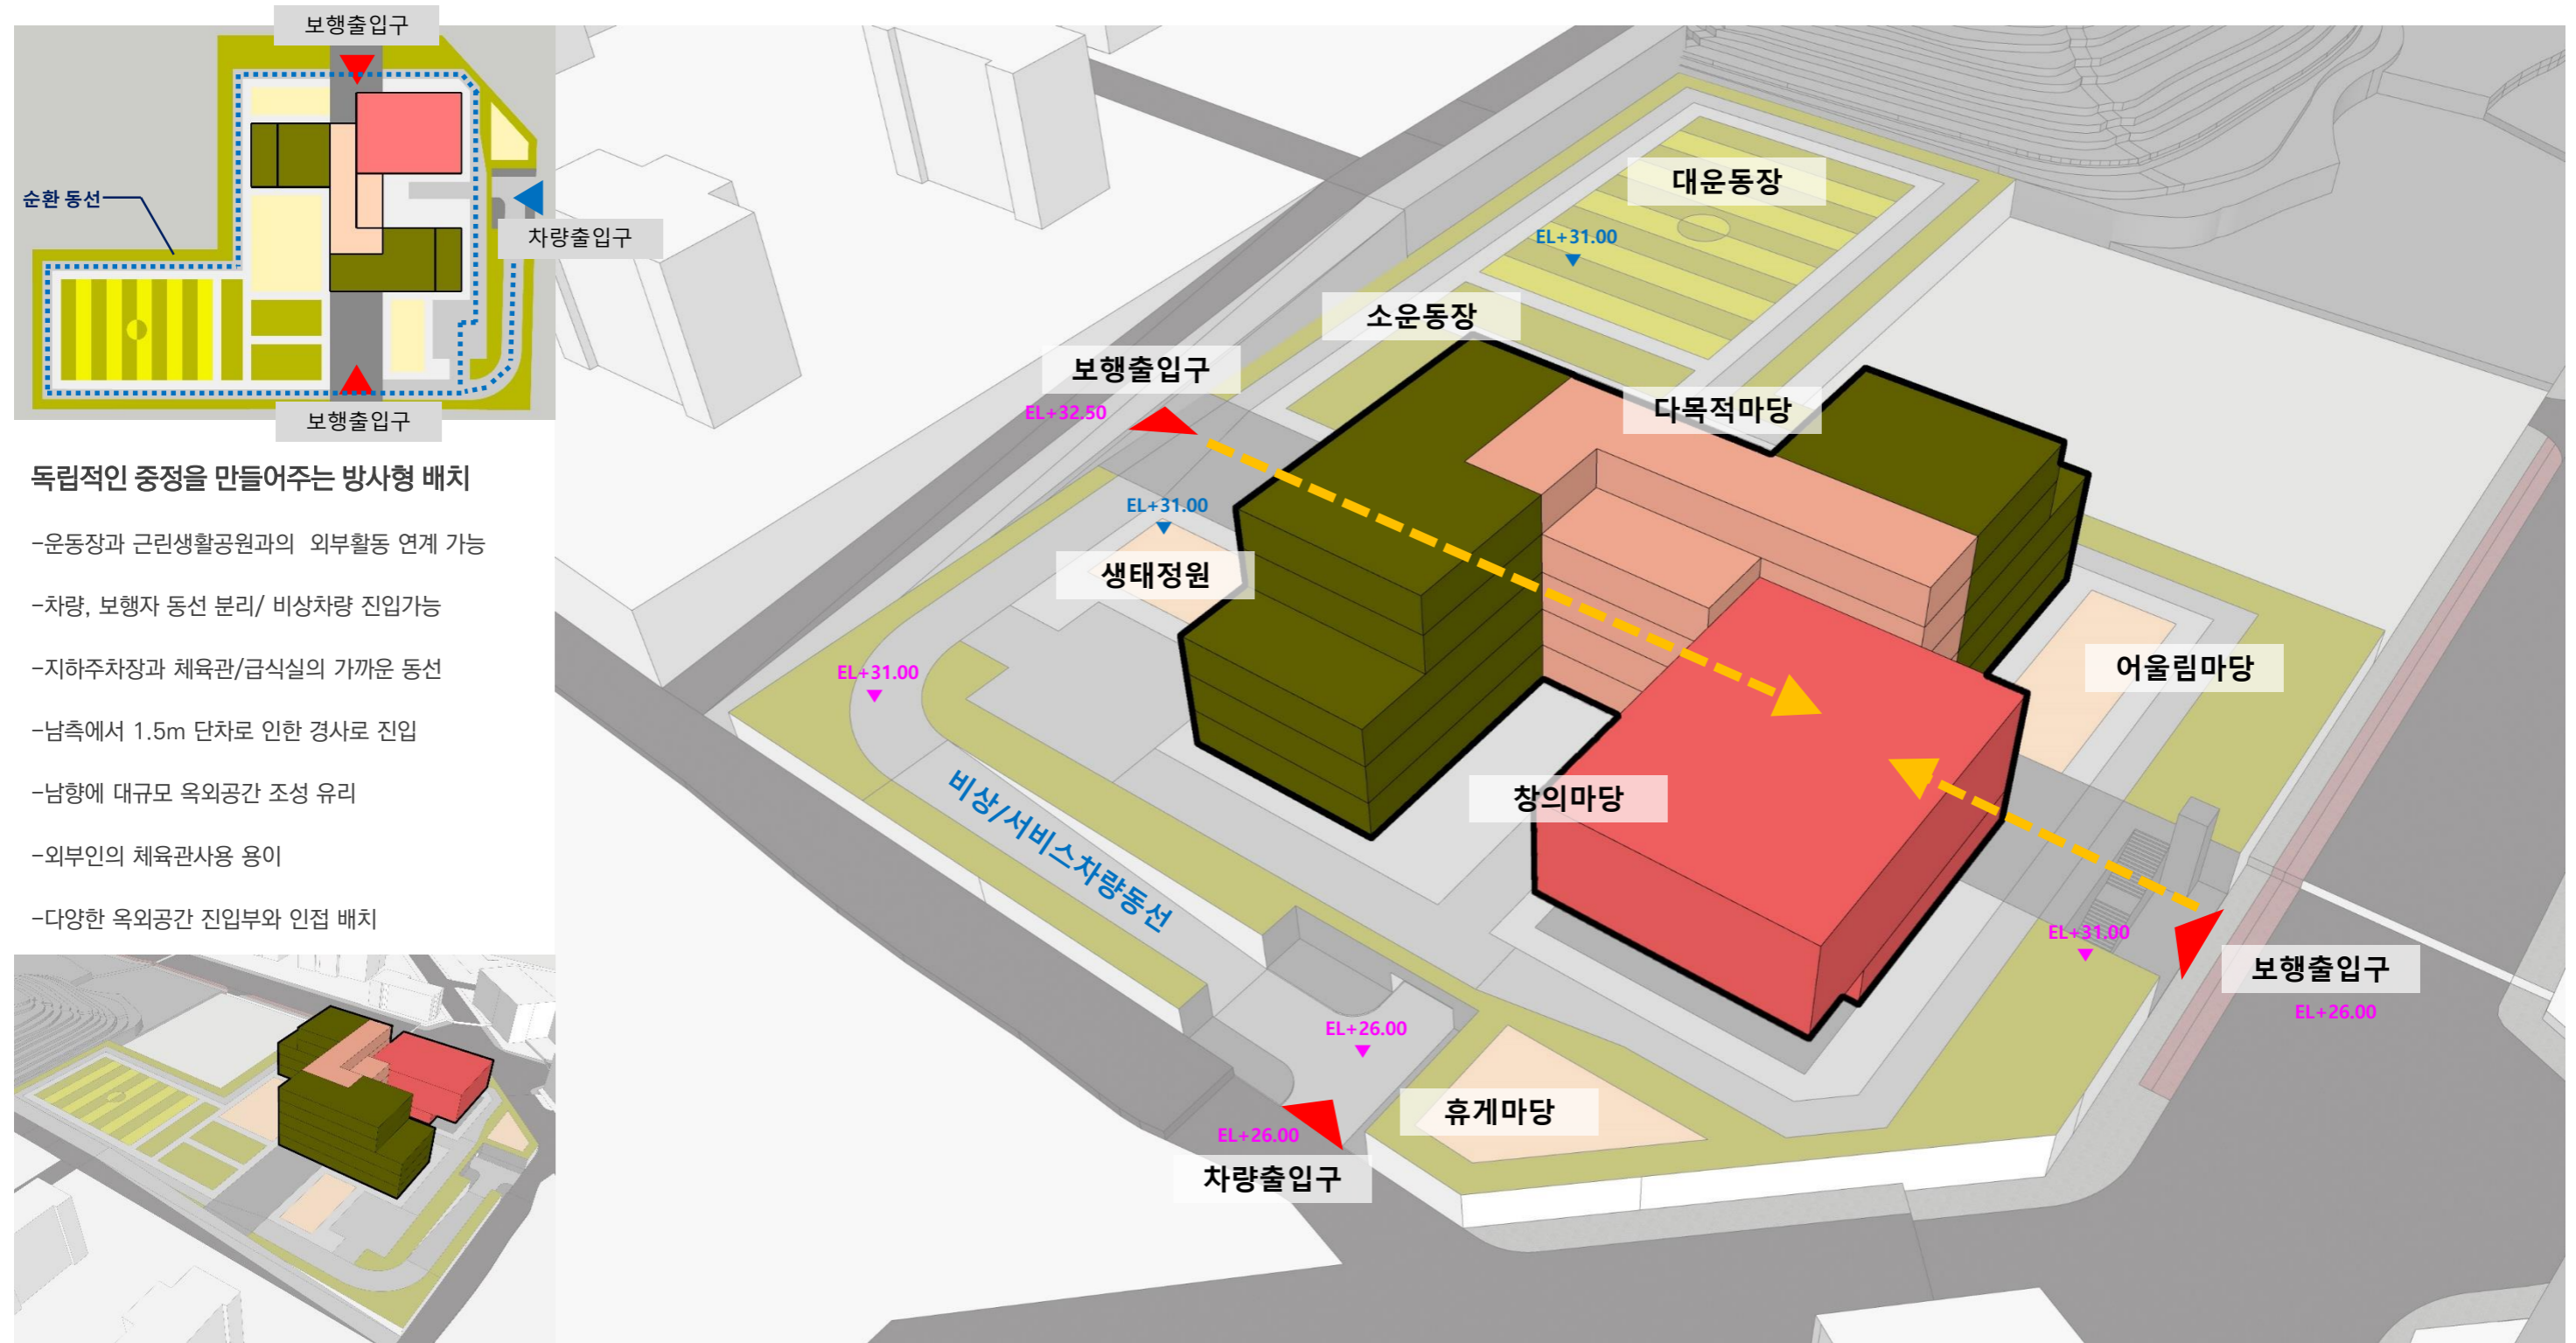 보행출입구
순환 동선
차량출입구
보행출입구
독립적인 중정을 만들어주는 방사형 배치
-운동장과 근린생활공원과의 외부활동 연계 가능
-차량, 보행자 동선 분리/ 비상차량 진입가능
-지하주차장과 체육관/급식실의 가까운 동선
-남측에서 1.5m 단차로 인한 경사로 진입
-남향에 대규모 옥외공간 조성 유리
-외부인의 체육관사용 용이
-다양한 옥외공간 진입부와 인접 배치
대운동장
EL+31.00
소운동장
보행출입구
EL+32.50
다목적마당
EL+31.00
생태정원
어울림마당
EL+31.00
창의마당
비상/서비스차량동선
EL+31.00
보행출입구
EL+26.00
EL+26.00
휴게마당
EL+26.00
차량출입구